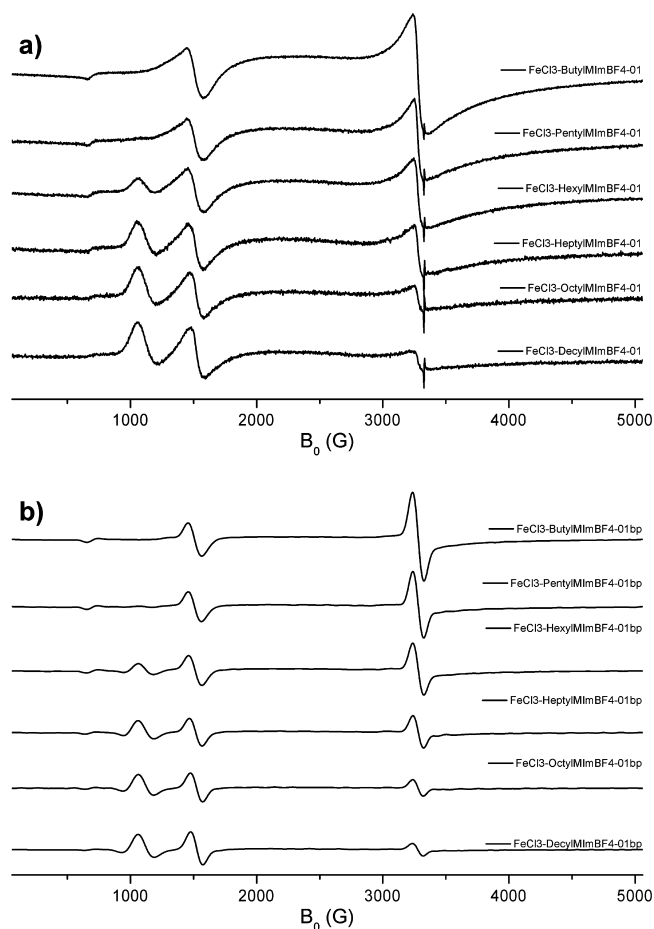 a)
FeCl3-ButylMImBF4-01
FeCl3-PentylMImBF4-01
FeCl3-HexylMImBF4-01
FeCl3-HeptylMImBF4-01
FeCl3-OctylMImBF4-01
FeCl3-DecylMImBF4-01
1000 2000 3000 4000 5000
B0 (G)
b)
FeCl3-ButylMImBF4-01bp
FeCl3-PentylMImBF4-01bp
FeCl3-HexylMImBF4-01bp
FeCl3-HeptylMImBF4-01bp
FeCl3-OctylMImBF4-01bp
FeCl3-DecylMImBF4-01bp
1000 2000 3000 4000 5000
B0 (G)